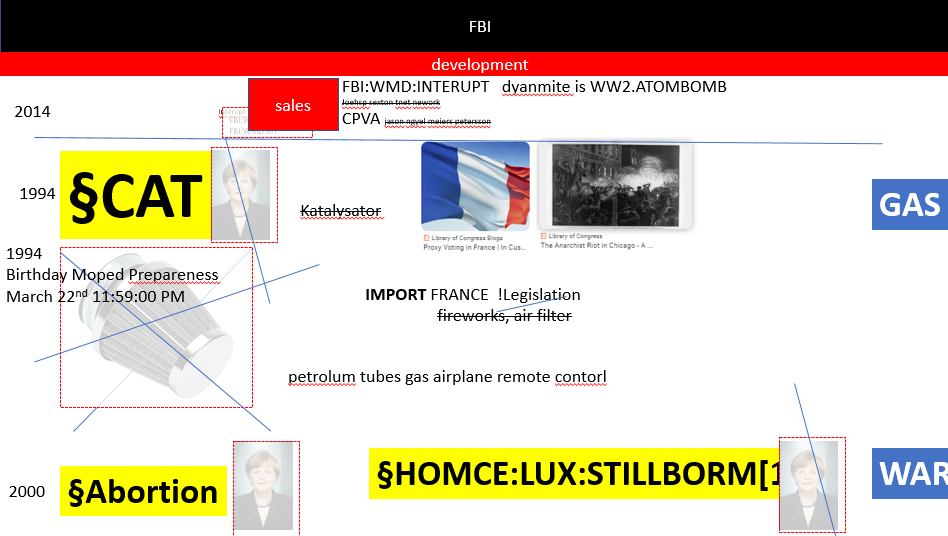 FBI
development
FBI:WMD:INTERUPT dyanmite is WW2.ATOMBOMB
2014
sales
Joehsp sexton tnet nework
CPVA jason ngyel meiers petersson
1994
§CAT
Katalysator
GAS
Library of Congress Blogs
Proxy Voting in France | In Cus...
Library of Congress
The Anarchist Riot in Chicago - A ...
1994
Birthday Moped Prepareness
March 22nd 11:59:00 PM
IMPORT FRANCE !Legislation
fireworks, air filter
petrolum tubes gas airplane remote contorl
§HOMCE:LUX:STILLBORM[1
WAR
2000
§Abortion